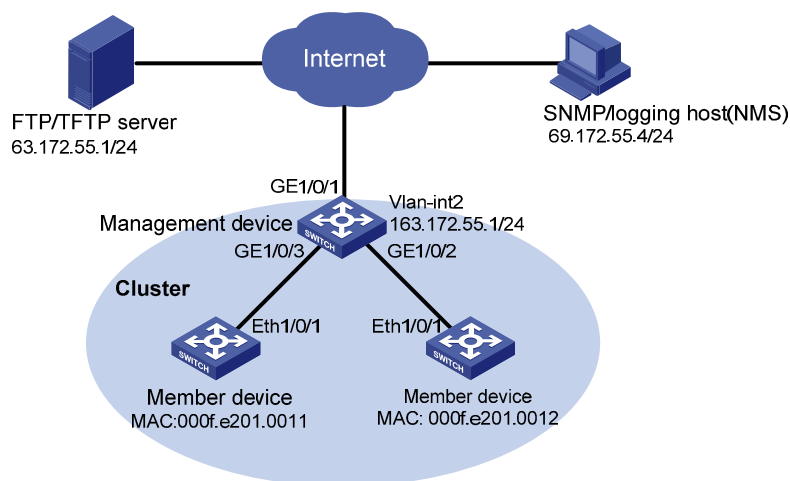 Internet
FTP/TFTP server
63.172.55.1/24
SNMP/logging host(NMS)
69.172.55.4/24
GE1/0/1
Vlan-int2
Management device
163.172.55.1/24
SWITCH
GE1/0/3
GE1/0/2
Cluster
Eth1/0/1
Eth1/0/1
SWITCH
SWITCH
Member device
MAC:000f.e201.0011
Member device
MAC: 000f.e201.0012